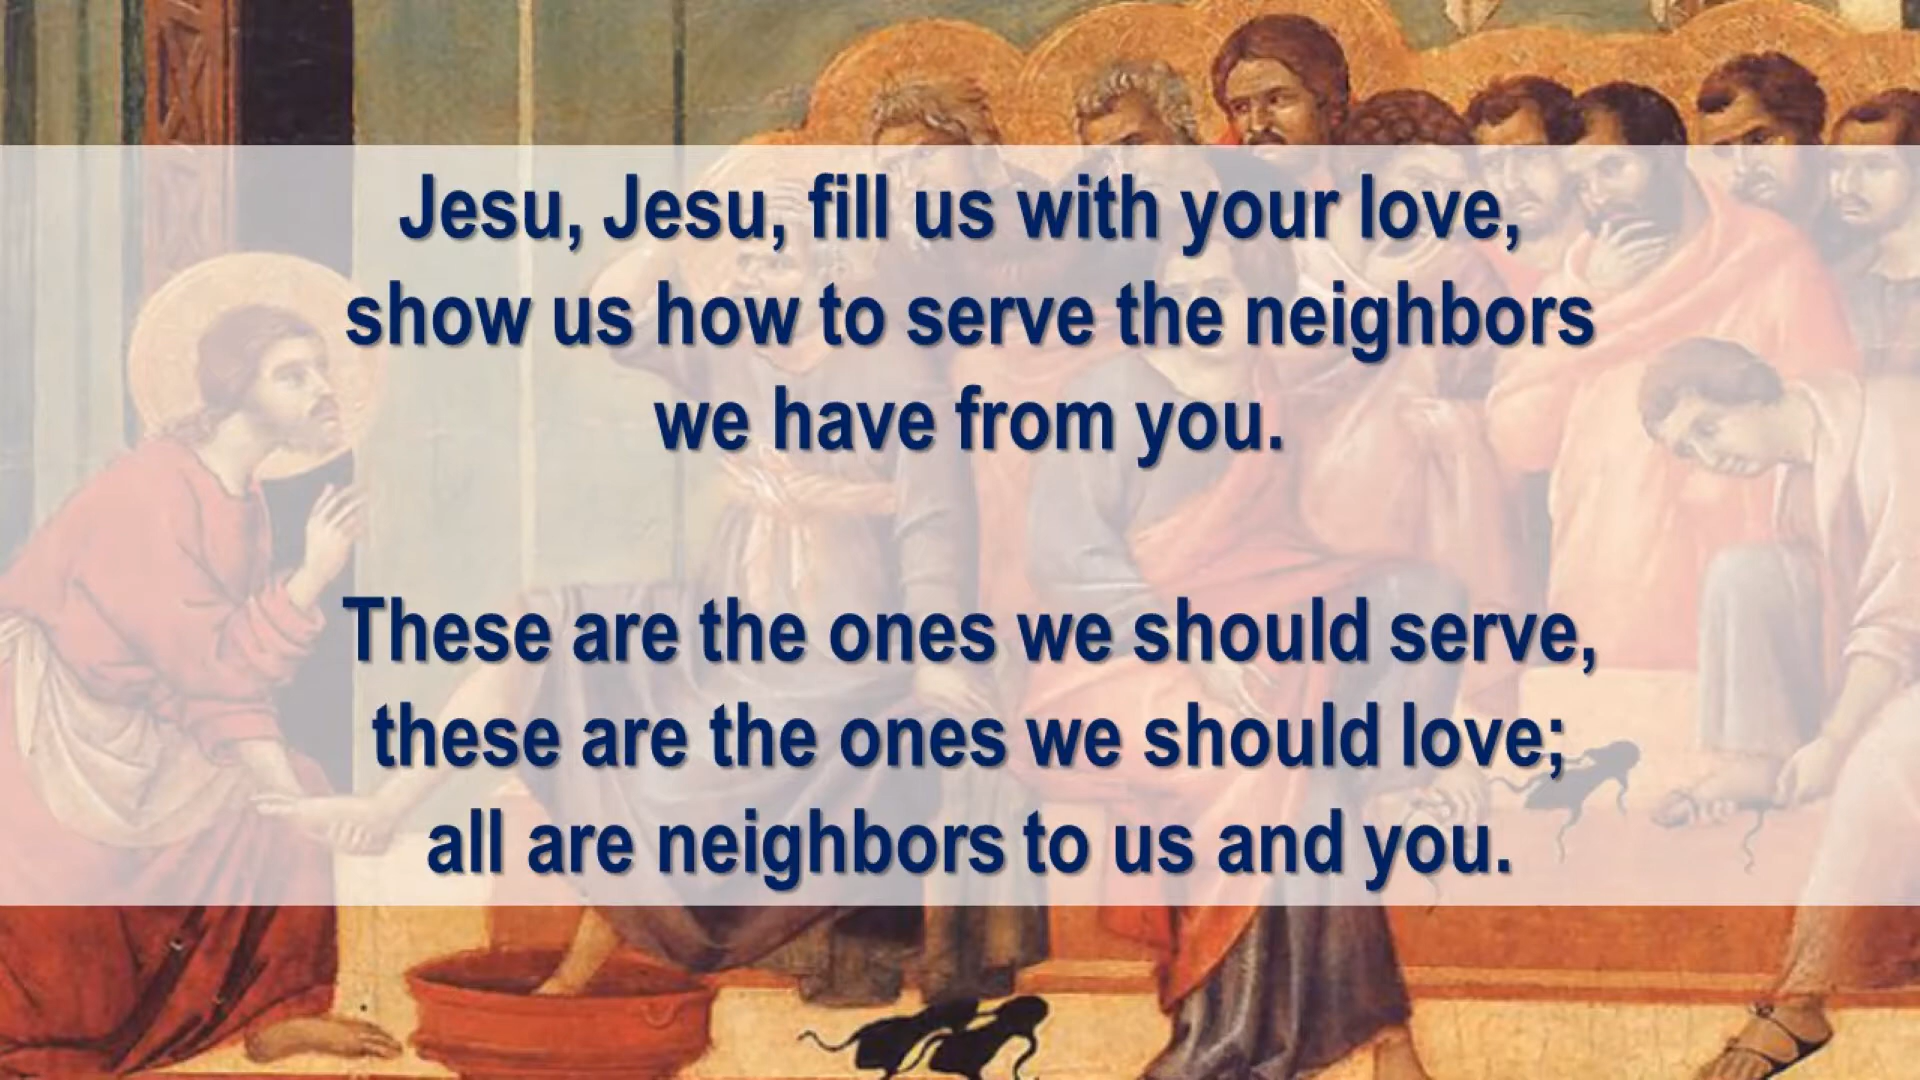 Jesu, Jesu, fill us with your love,
show us how to serve the neighbors
we have from you.
These are the ones we should serve,
these are the ones we should love;
all are neighbors to us and you.